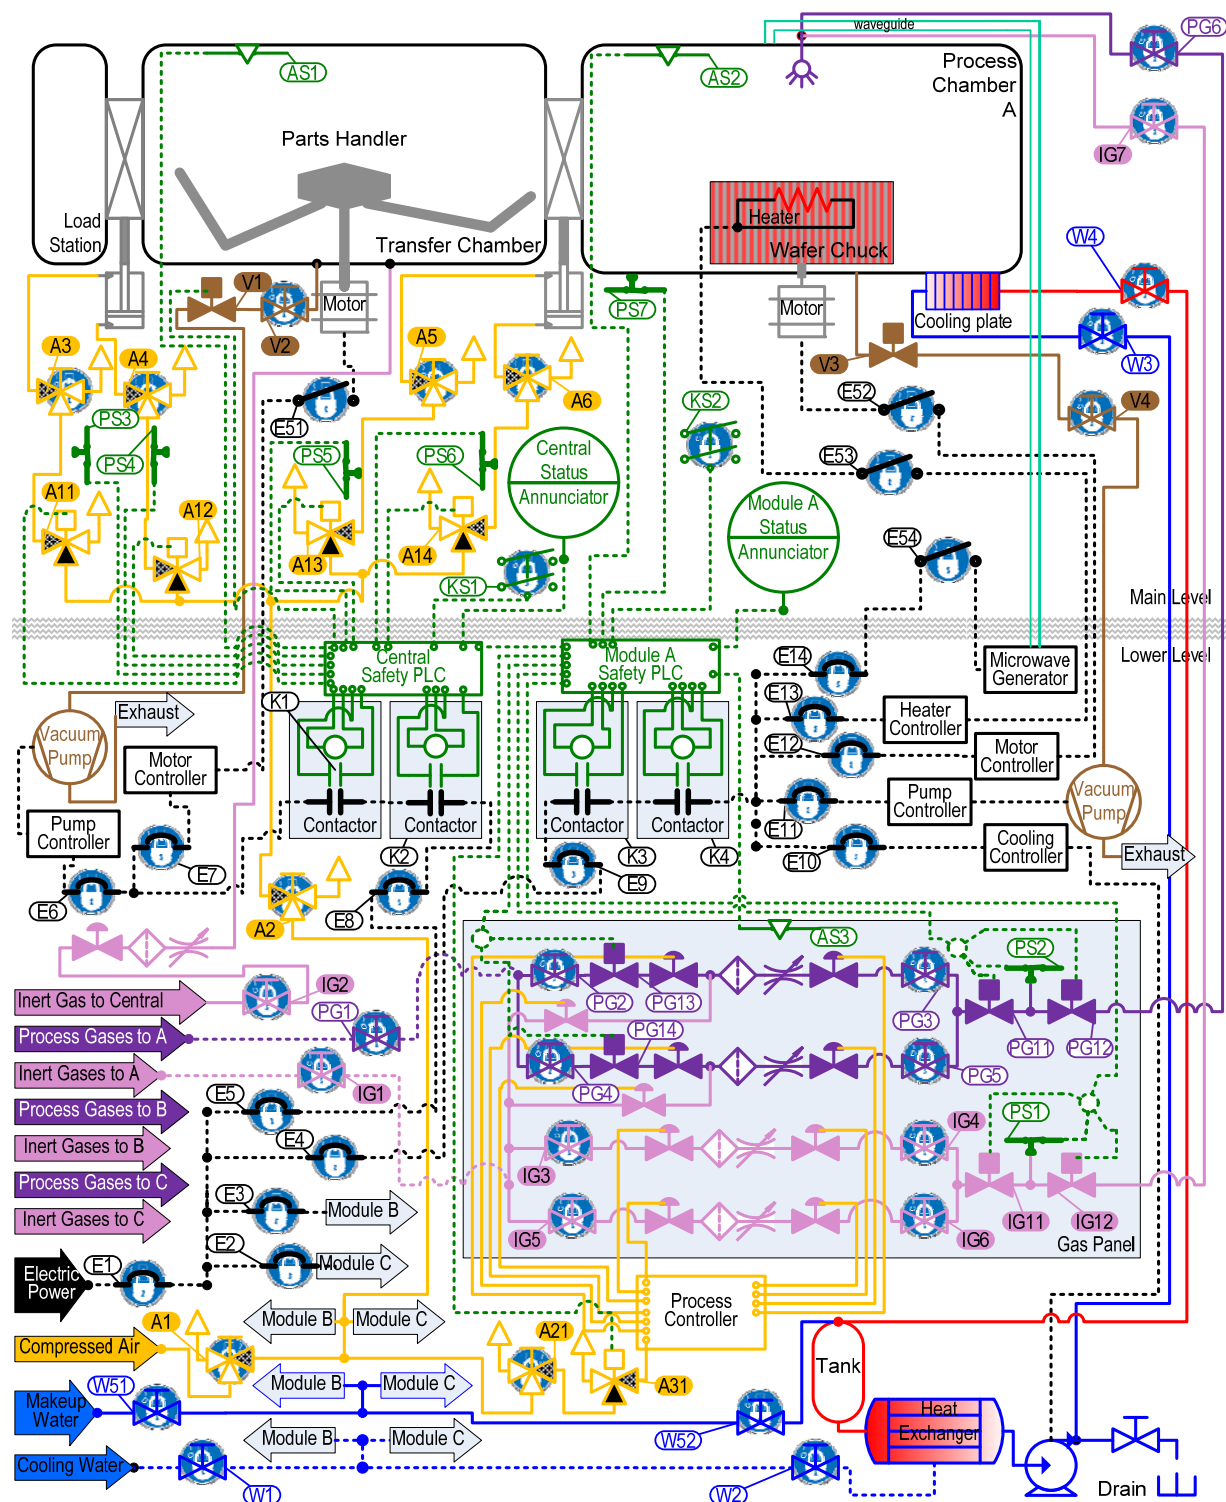 waveguide
PG6
AS1
AS2
Process
Chamber
A
Parts Handler
IG7
Load
Station
Transfer Chamber
Heater
Wafer Chuck
W4
V1
Motor
PS7
Motor
Cooling plate
V2
A3
A4
A5
A6
V3
W3
E51
E52
V4
KS2
PS3
PS4
PS5
PS6
Central
Status
Annunciator
E53
A11
A12
Module A
Status
Annunciator
A13
A14
E54
KS1
Main Level
Lower Level
Central
Safety PLC
Module A
Safety PLC
E14
Microwave
Generator
K1
E13
Exhaust
Heater
Controller
Vacuum
Pump
Motor
Controller
E12
Motor
Controller
Pump
Controller
E11
Pump
Controller
Vacuum
Pump
Contactor
Contactor
Contactor
Contactor
Cooling
Controller
K2
K3
K4
E10
Exhaust
E7
E6
E8
E9
A2
AS3
PS2
IG2
Inert Gas to Central
PG1
PG2
PG13
PG3
Process Gases to A
PG14
PG11
PG12
Inert Gases to A
IG1
PG4
PG5
E5
Process Gases to B
PS1
E4
IG4
Inert Gases to B
IG3
Process Gases to C
E3
Module B
Inert Gases to C
IG11
IG12
E2
IG5
IG6
Gas Panel
E1
Module C
Electric
Power
Process
Controller
A1
Module B
Module C
A21
Compressed Air
Tank
W51
Module B
Module C
A31
Makeup
Water
Heat
Exchanger
W52
Module B
Module C
Cooling Water
W1
W2
Drain